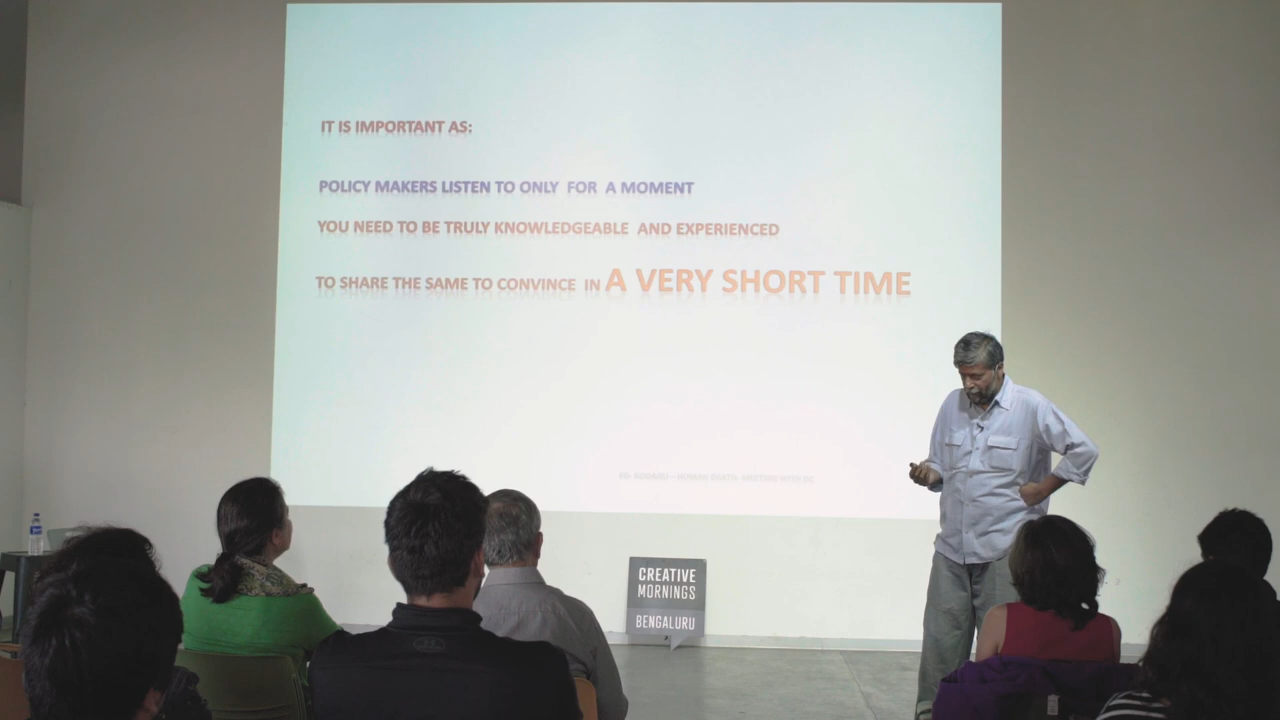 IT IS IMPORTANT AS:
POLICY MAKERS LISTEN TO ONLY FOR A MOMENT
YOU NEED TO BE TRULY KNOWLEDGEABLE AND EXPERIENCED
TO SHARE THE SAME TO CONVINCE IN A VERY SHORT TIME
CREATIVE
MORNINGS
BENGALURU